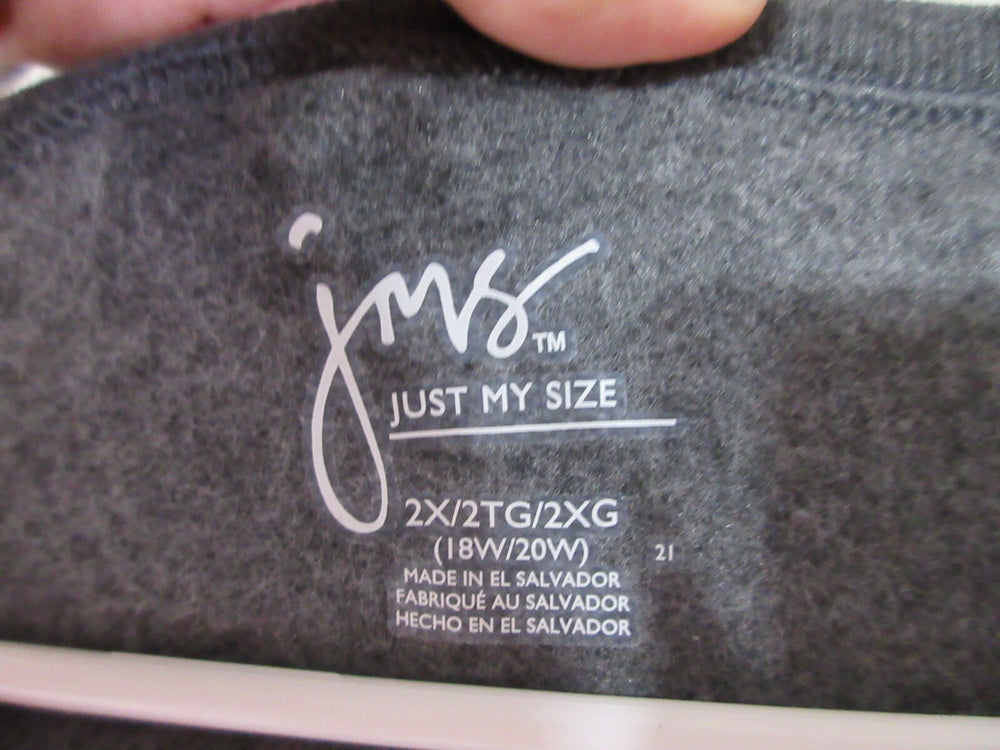 jms™
JUST MY SIZE
2X/2TG/2XG
(18W/20W)
21
MADE IN EL SALVADOR
FABRIQUÉ AU SALVADOR
HECHO EN EL SALVADOR